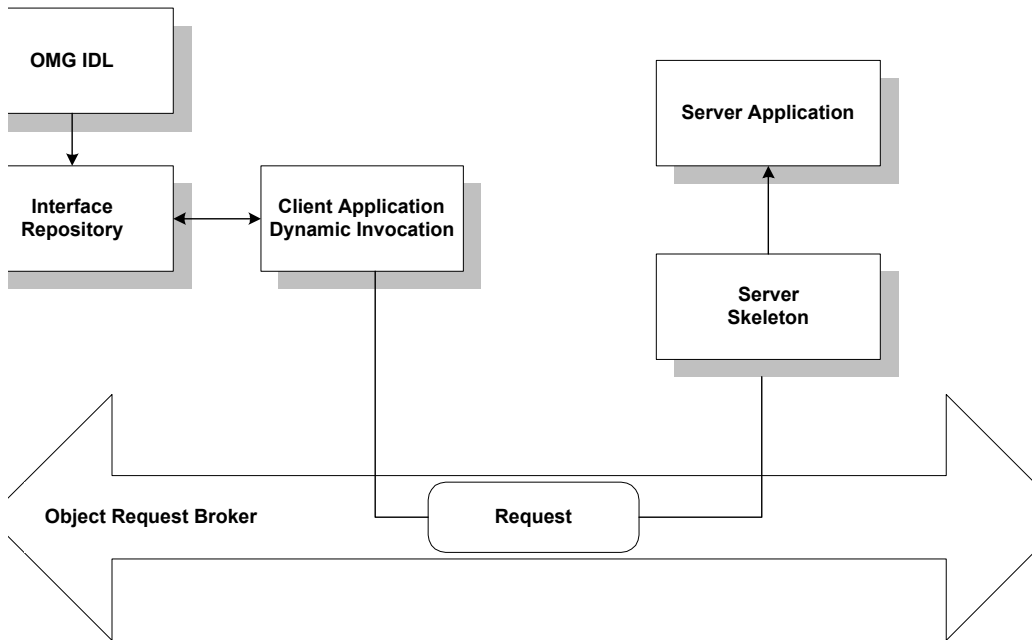 OMG IDL
Server Application
Interface
Repository
Client Application
Dynamic Invocation
Server
Skeleton
Object Request Broker
Request